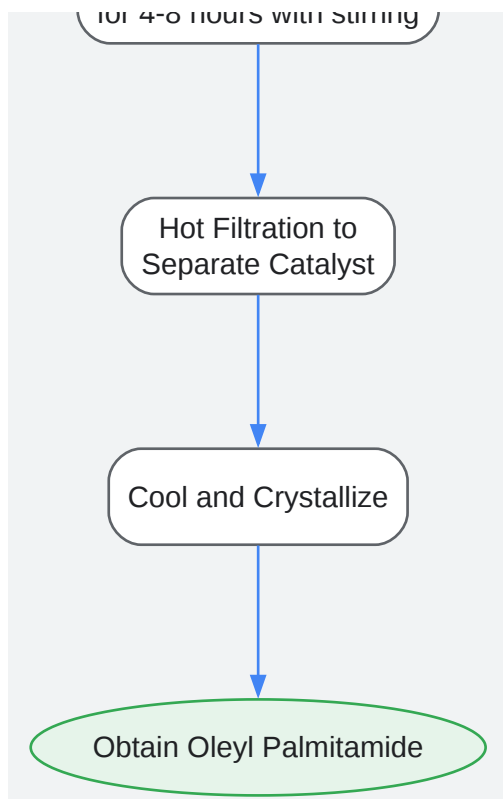 for 4-8 hours with stirring
Hot Filtration to
Separate Catalyst
Cool and Crystallize
Obtain Oleyl Palmitamide